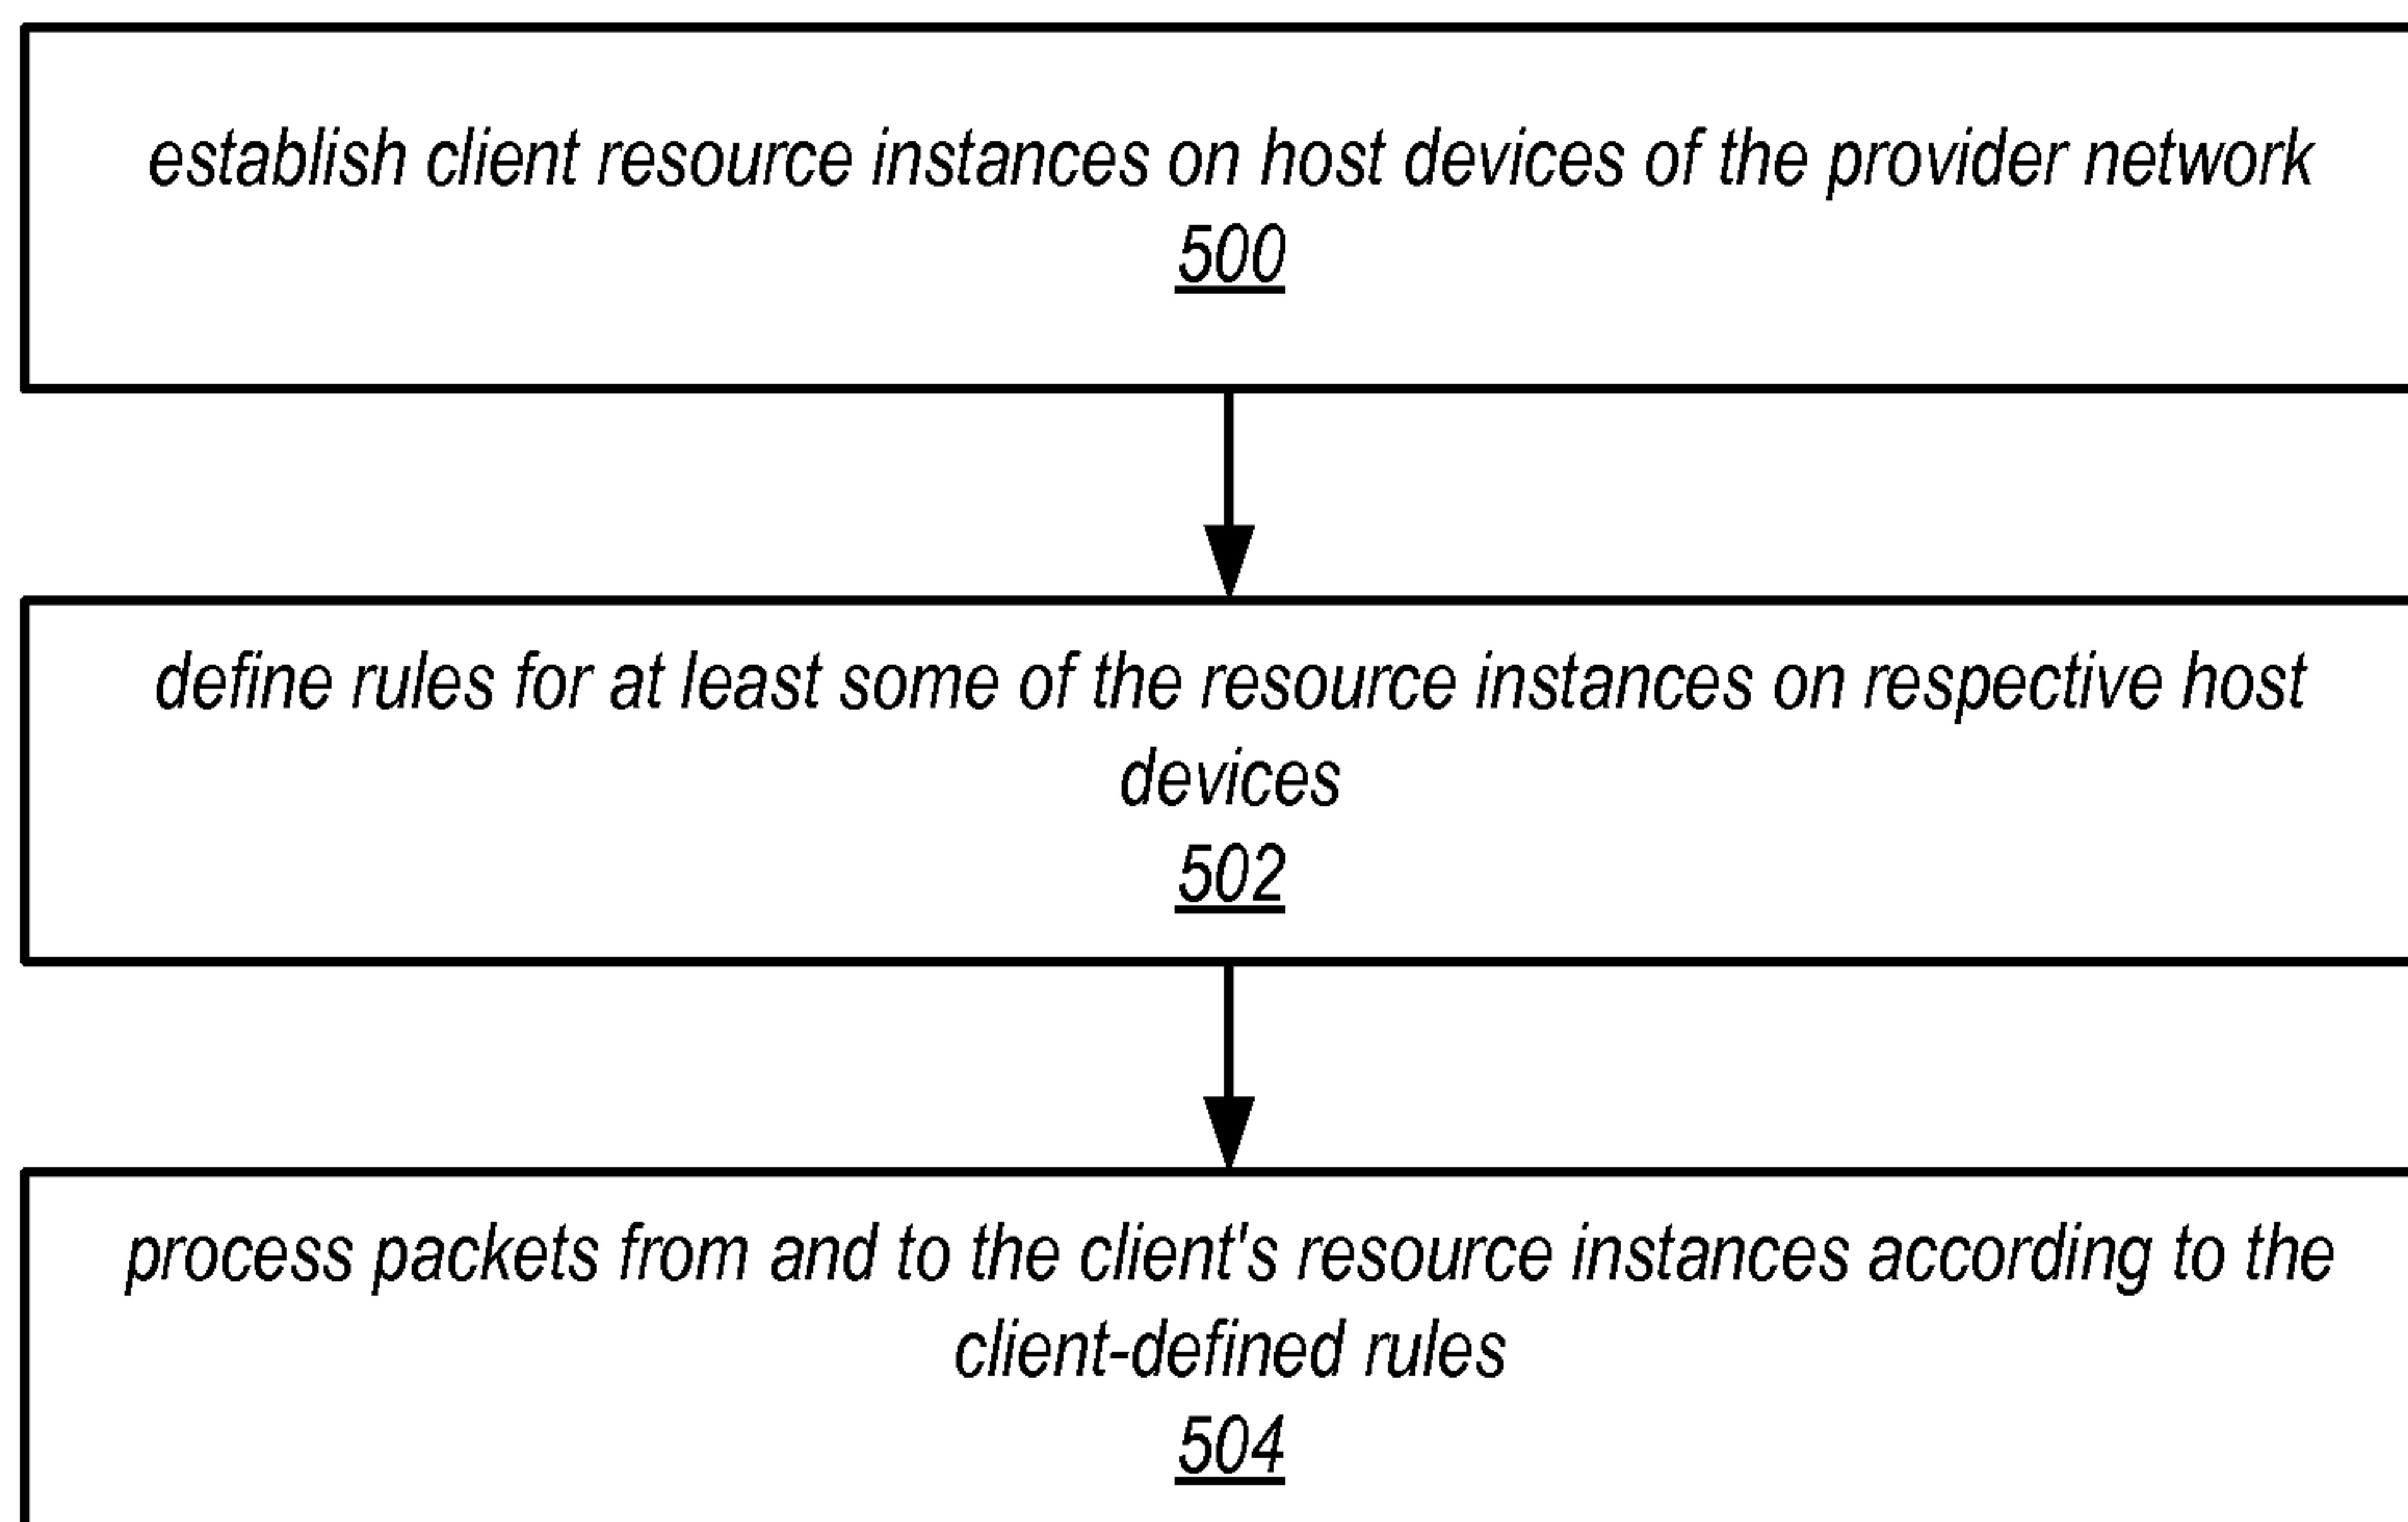 establish client resource instances on host devices of the provider network
500
define rules for at least some of the resource instances on respective host
devices
502
process packets from and to the client's resource instances according to the
client-defined rules
504